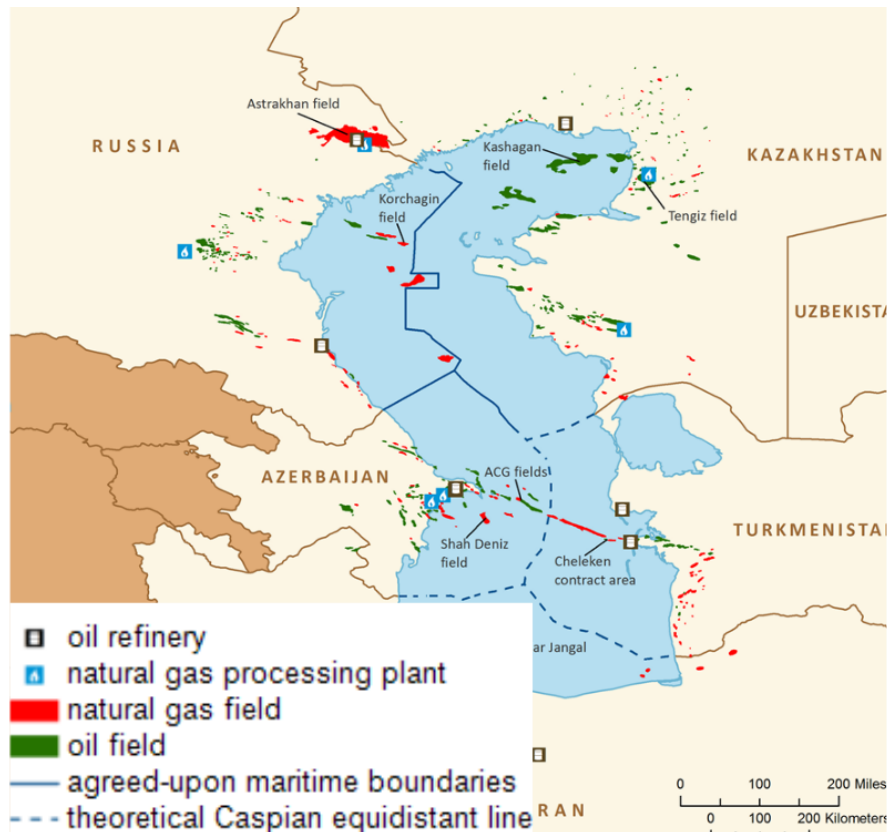 Astrakhan field
RUSSIA
Kashagan
field
KAZAKHSTAN
Korchagin
field
Tengiz field
UZBEKISTA
AZERBAIJAN
ACG fields
TURKMENISTAN
Shah Deniz
field
Cheleken
contract area
ar Jangal
oil refinery
natural gas processing plant
natural gas field
oil field
agreed-upon maritime boundaries
theoretical Caspian equidistant line
RAN
0 100 200 Miles
0 100 200 Kilometers